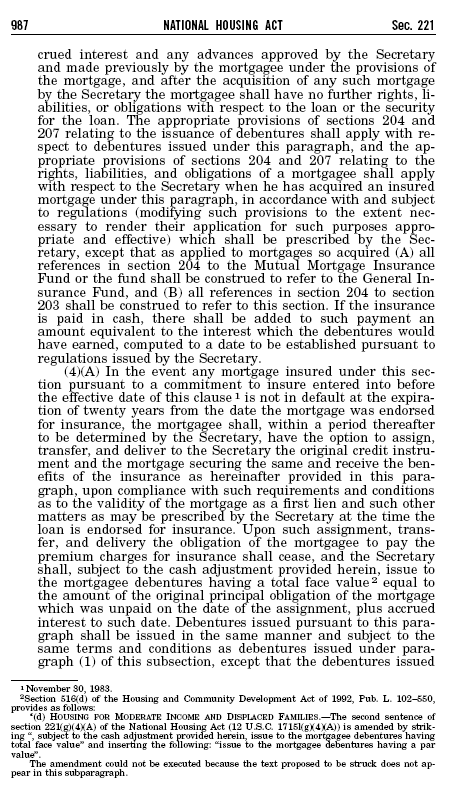 987 NATIONAL HOUSING ACT Sec. 221
crued interest and any advances approved by the Secretary
and made previously by the mortgagee under the provisions of
the mortgage, and after the acquisition of any such mortgage
by the Secretary the mortgagee shall have no further rights, li-
abilities, or obligations with respect to the loan or the security
for the loan. The appropriate provisions of sections 204 and
207 relating to the issuance of debentures shall apply with re-
spect to debentures issued under this paragraph, and the ap-
propriate provisions of sections 204 and 207 relating to the
rights, liabilities, and obligations of a mortgagee shall apply
with respect to the Secretary when he has acquired an insured
mortgage under this paragraph, in accordance with and subject
to regulations (modifying such provisions to the extent nec-
essary to render their application for such purposes appro-
priate and effective) which shall be prescribed by the Sec-
retary, except that as applied to mortgages so acquired (A) all
references in section 204 to the Mutual Mortgage Insurance
Fund or the fund shall be construed to refer to the General In-
surance Fund, and (B) all references in section 204 to section
203 shall be construed to refer to this section. If the insurance
is paid in cash, there shall be added to such payment an
amount equivalent to the interest which the debentures would
have earned, computed to a date to be established pursuant to
regulations issued by the Secretary.
(4)(A) In the event any mortgage insured under this sec-
tion pursuant to a commitment to insure entered into before
the effective date of this clause 1 is not in default at the expira-
tion of twenty years from the date the mortgage was endorsed
for insurance, the mortgagee shall, within a period thereafter
to be determined by the Secretary, have the option to assign,
transfer, and deliver to the Secretary the original credit instru-
ment and the mortgage securing the same and receive the ben-
efits of the insurance as hereinafter provided in this para-
graph, upon compliance with such requirements and conditions
as to the validity of the mortgage as a first lien and such other
matters as may be prescribed by the Secretary at the time the
loan is endorsed for insurance. Upon such assignment, trans-
fer, and delivery the obligation of the mortgagee to pay the
premium charges for insurance shall cease, and the Secretary
shall, subject to the cash adjustment provided herein, issue to
the mortgagee debentures having a total face value 2 equal to
the amount of the original principal obligation of the mortgage
which was unpaid on the date of the assignment, plus accrued
interest to such date. Debentures issued pursuant to this para-
graph shall be issued in the same manner and subject to the
same terms and conditions as debentures issued under para-
graph (1) of this subsection, except that the debentures issued
1 November 30, 1983.
2 Section 516(d) of the Housing and Community Development Act of 1992, Pub. L. 102–550,
provides as follows:
"(d) HOUSING FOR MODERATE INCOME AND DISPLACED FAMILIES.—The second sentence of
section 221(g)(4)(A) of the National Housing Act (12 U.S.C. 1715l(g)(4)(A)) is amended by strik-
ing ", subject to the cash adjustment provided herein, issue to the mortgagee debentures having
total face value" and inserting the following: "issue to the mortgagee debentures having a par
value".
The amendment could not be executed because the text proposed to be struck does not ap-
pear in this subparagraph.